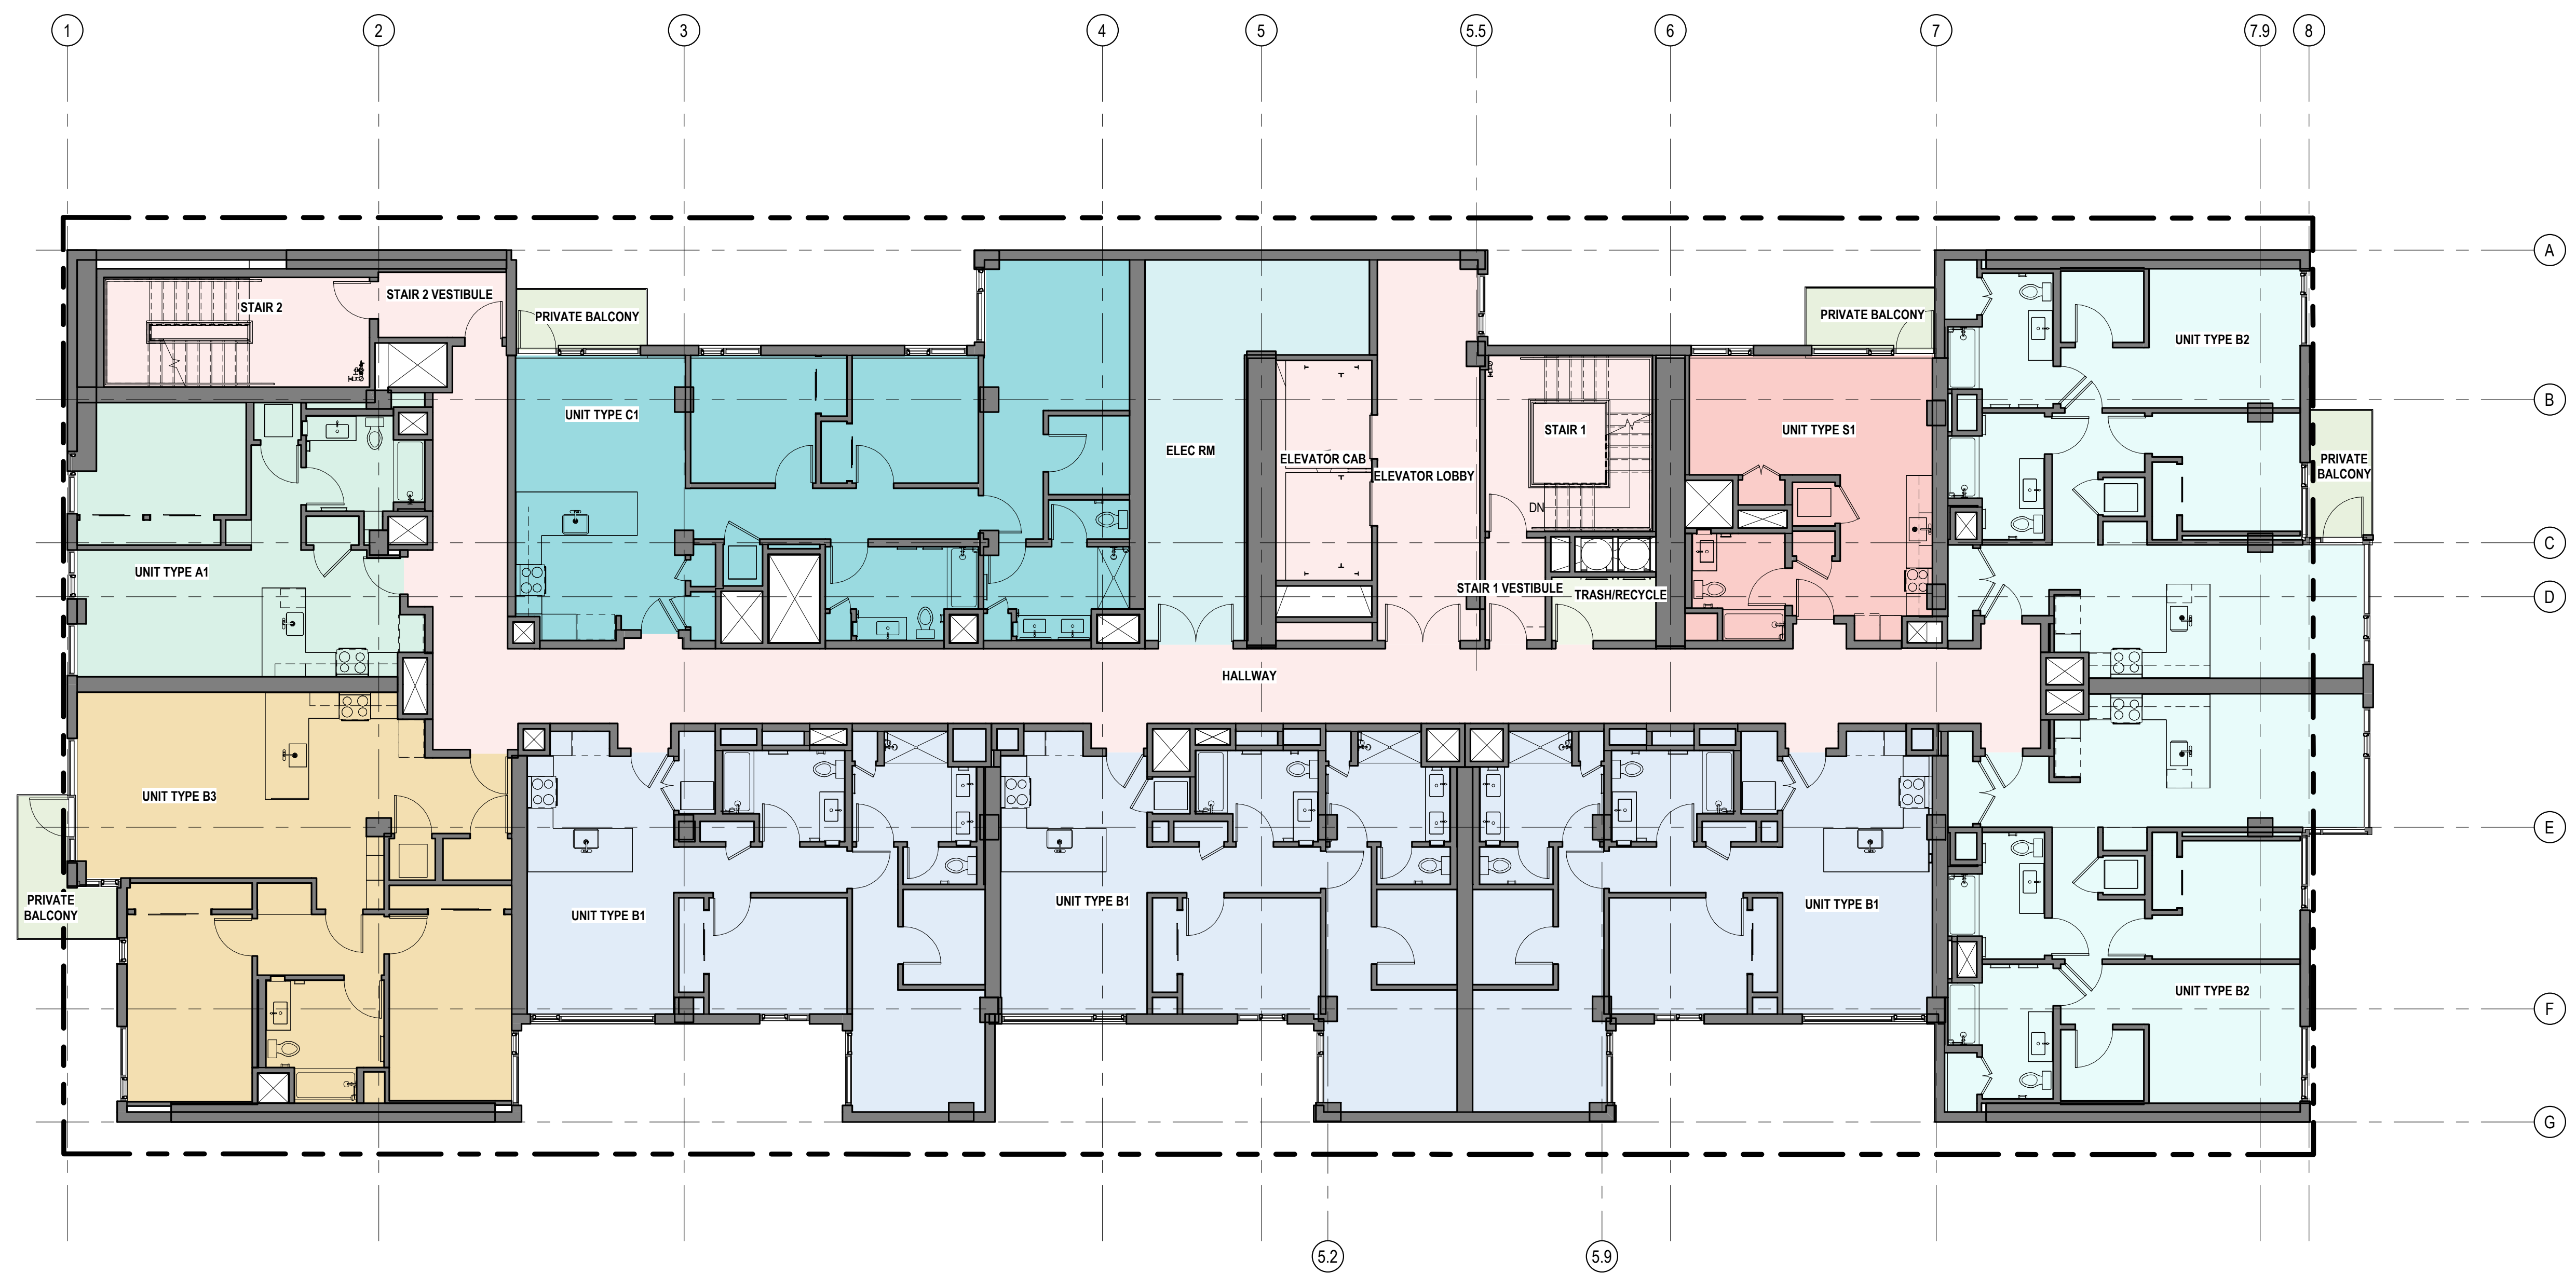 1
2
3
4
5
5.5
6
7
7.9
8
A
STAIR 2
STAIR 2 VESTIBULE
PRIVATE BALCONY
PRIVATE BALCONY
UNIT TYPE B2
B
UNIT TYPE C1
UNIT TYPE S1
STAIR 1
ELEC RM
ELEVATOR CAB
ELEVATOR LOBBY
PRIVATE
BALCONY
DN
C
UNIT TYPE A1
STAIR 1 VESTIBULE
TRASH/RECYCLE
D
HALLWAY
UNIT TYPE B3
E
PRIVATE
BALCONY
UNIT TYPE B1
UNIT TYPE B1
UNIT TYPE B1
UNIT TYPE B2
F
G
5.2
5.9